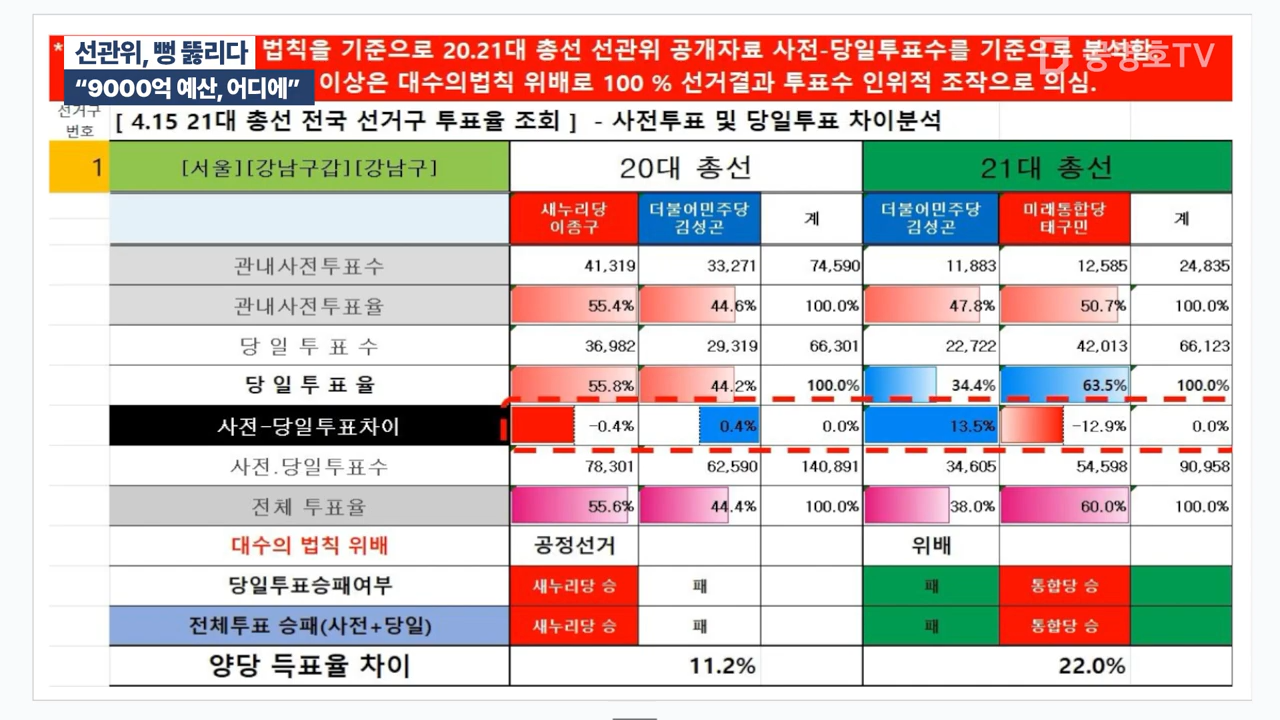 선관위, 뻥 뚫리다
“9000억 예산, 어디에”
* 법칙을 기준으로 20.21대 총선 선관위 공개자료 사전-당일투표수를 기준으로 분석함.
이상은 대수의법칙 위배로 100 % 선거결과 투표수 인위적 조작으로 의심.
공병호TV
선거구
번호
[ 4.15 21대 총선 전국 선거구 투표율 조회 ] - 사전투표 및 당일투표 차이분석
1 [서울][강남구갑][강남구] 20대 총선 21대 총선
새누리당 더불어민주당 계 더불어민주당 미래통합당 계
이종구 김성곤 김성곤 태구민
관내사전투표수 41,319 33,271 74,590 11,883 12,585 24,835
관내사전투표율 55.4% 44.6% 100.0% 47.8% 50.7% 100.0%
당 일 투 표 수 36,982 29,319 66,301 22,722 42,013 66,123
당 일 투 표 율 55.8% 44.2% 100.0% 34.4% 63.5% 100.0%
사전-당일투표차이 -0.4% 0.4% 0.0% 13.5% -12.9% 0.0%
사전.당일투표수 78,301 62,590 140,891 34,605 54,598 90,958
전체 투표율 55.6% 44.4% 100.0% 38.0% 60.0% 100.0%
대수의 법칙 위배 공정선거 위배
당일투표승패여부 새누리당 승 패 패 통합당 승
전체투표 승패(사전+당일) 새누리당 승 패 패 통합당 승
양당 득표율 차이 11.2% 22.0%